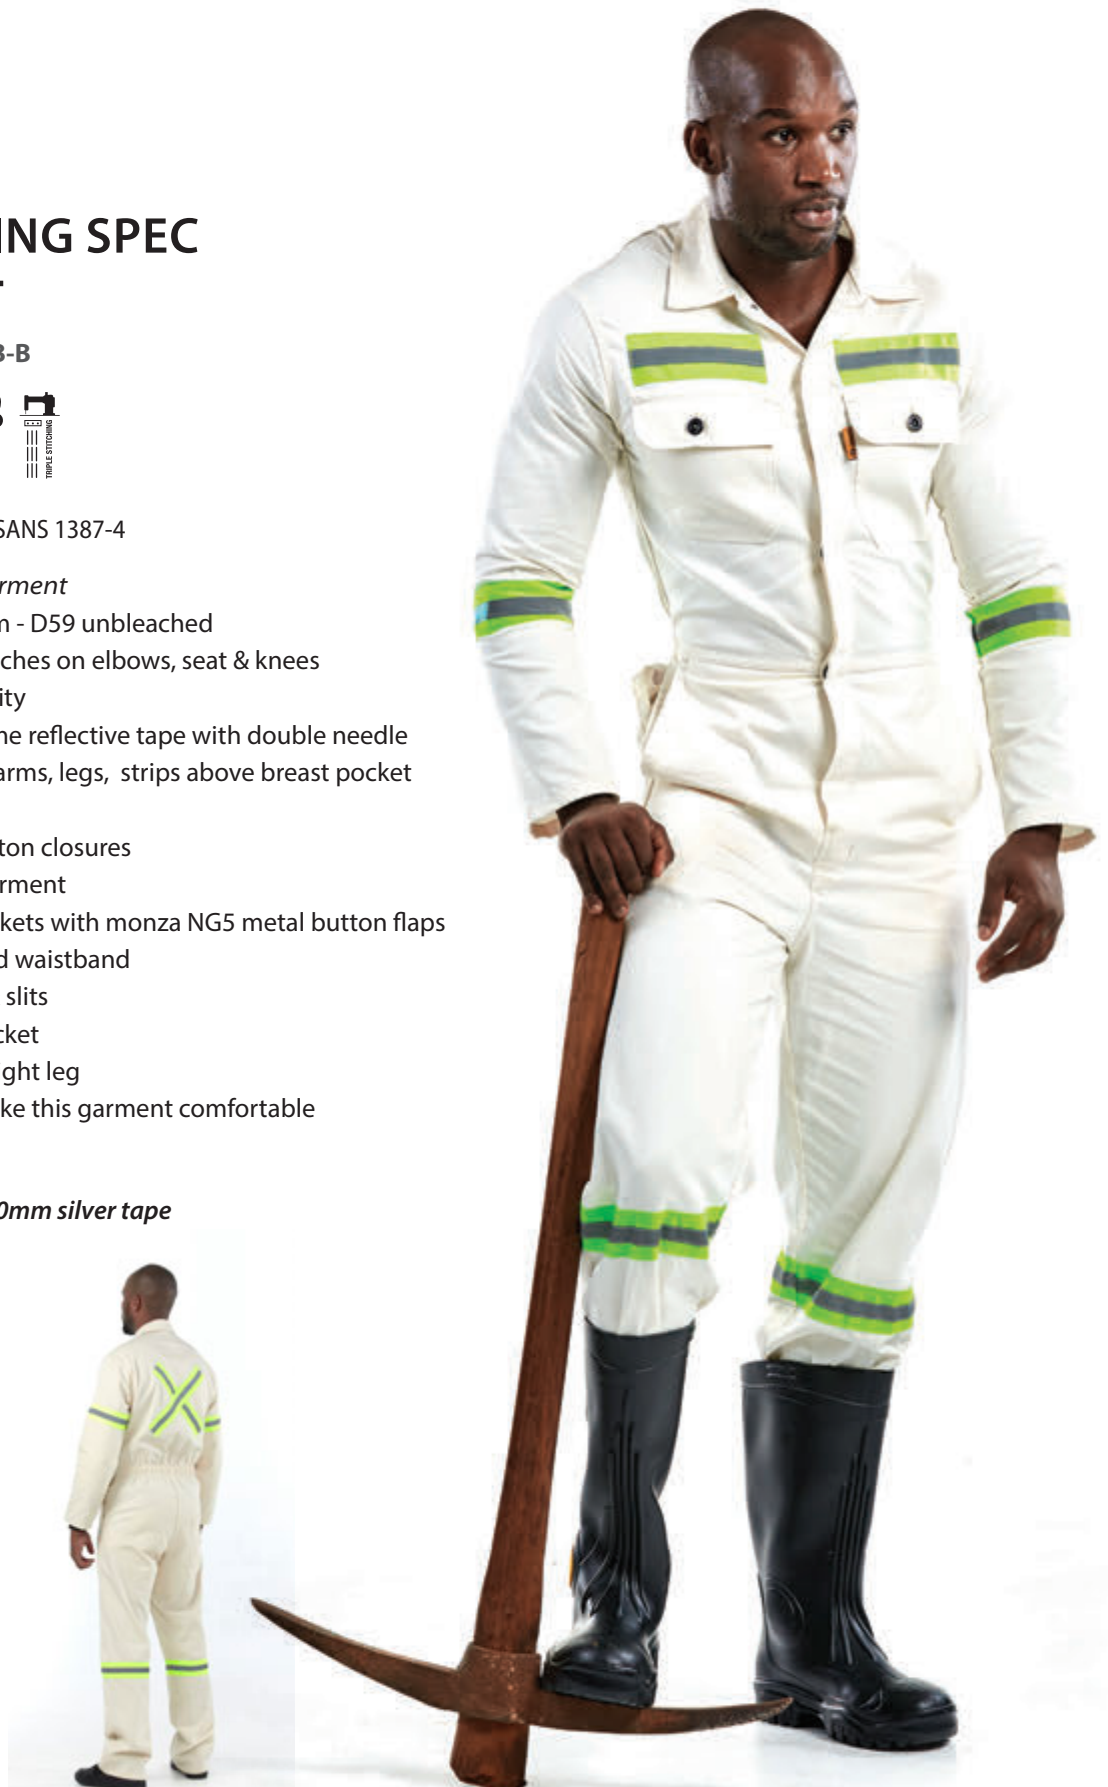 NG SPEC
3-B
TRIPLE STITCHING
SANS 1387-4
rment
- D59 unbleached
ches on elbows, seat & knees
ity
ne reflective tape with double needle
arms, legs, strips above breast pocket
ton closures
rment
kets with monza NG5 metal button flaps
d waistband
slits
cket
ght leg
ke this garment comfortable
0mm silver tape